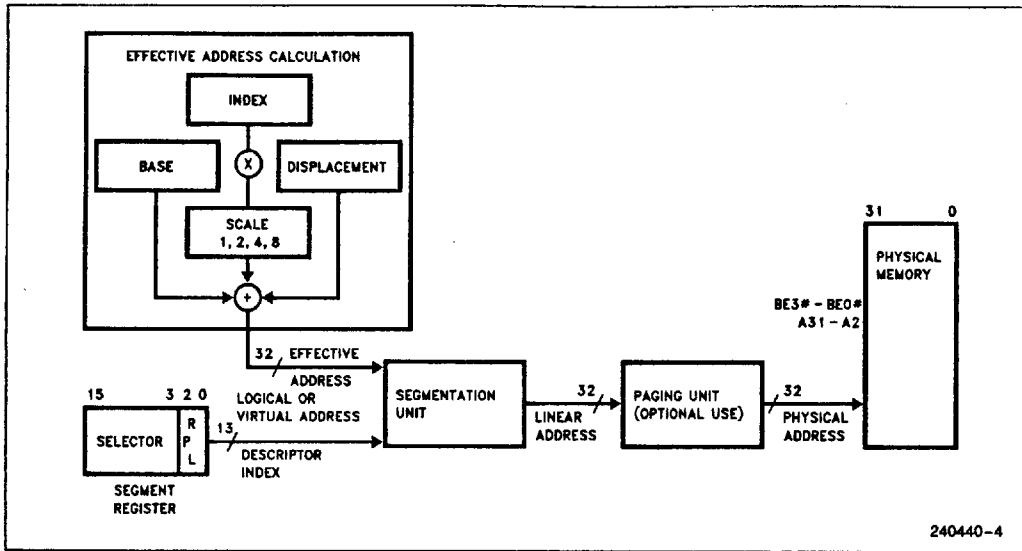 EFFECTIVE ADDRESS CALCULATION
INDEX
BASE
X
DISPLACEMENT
SCALE
1, 2, 4, 8
+
32
EFFECTIVE
ADDRESS
LOGICAL OR
VIRTUAL ADDRESS
15 3 2 0
SELECTOR
R
P
L
SEGMENT
REGISTER
13
DESCRIPTOR
INDEX
SEGMENTATION
UNIT
32
LINEAR
ADDRESS
PAGING UNIT
(OPTIONAL USE)
32
PHYSICAL
ADDRESS
31 0
PHYSICAL
MEMORY
BE3# - BE0#
A31 - A2
240440-4